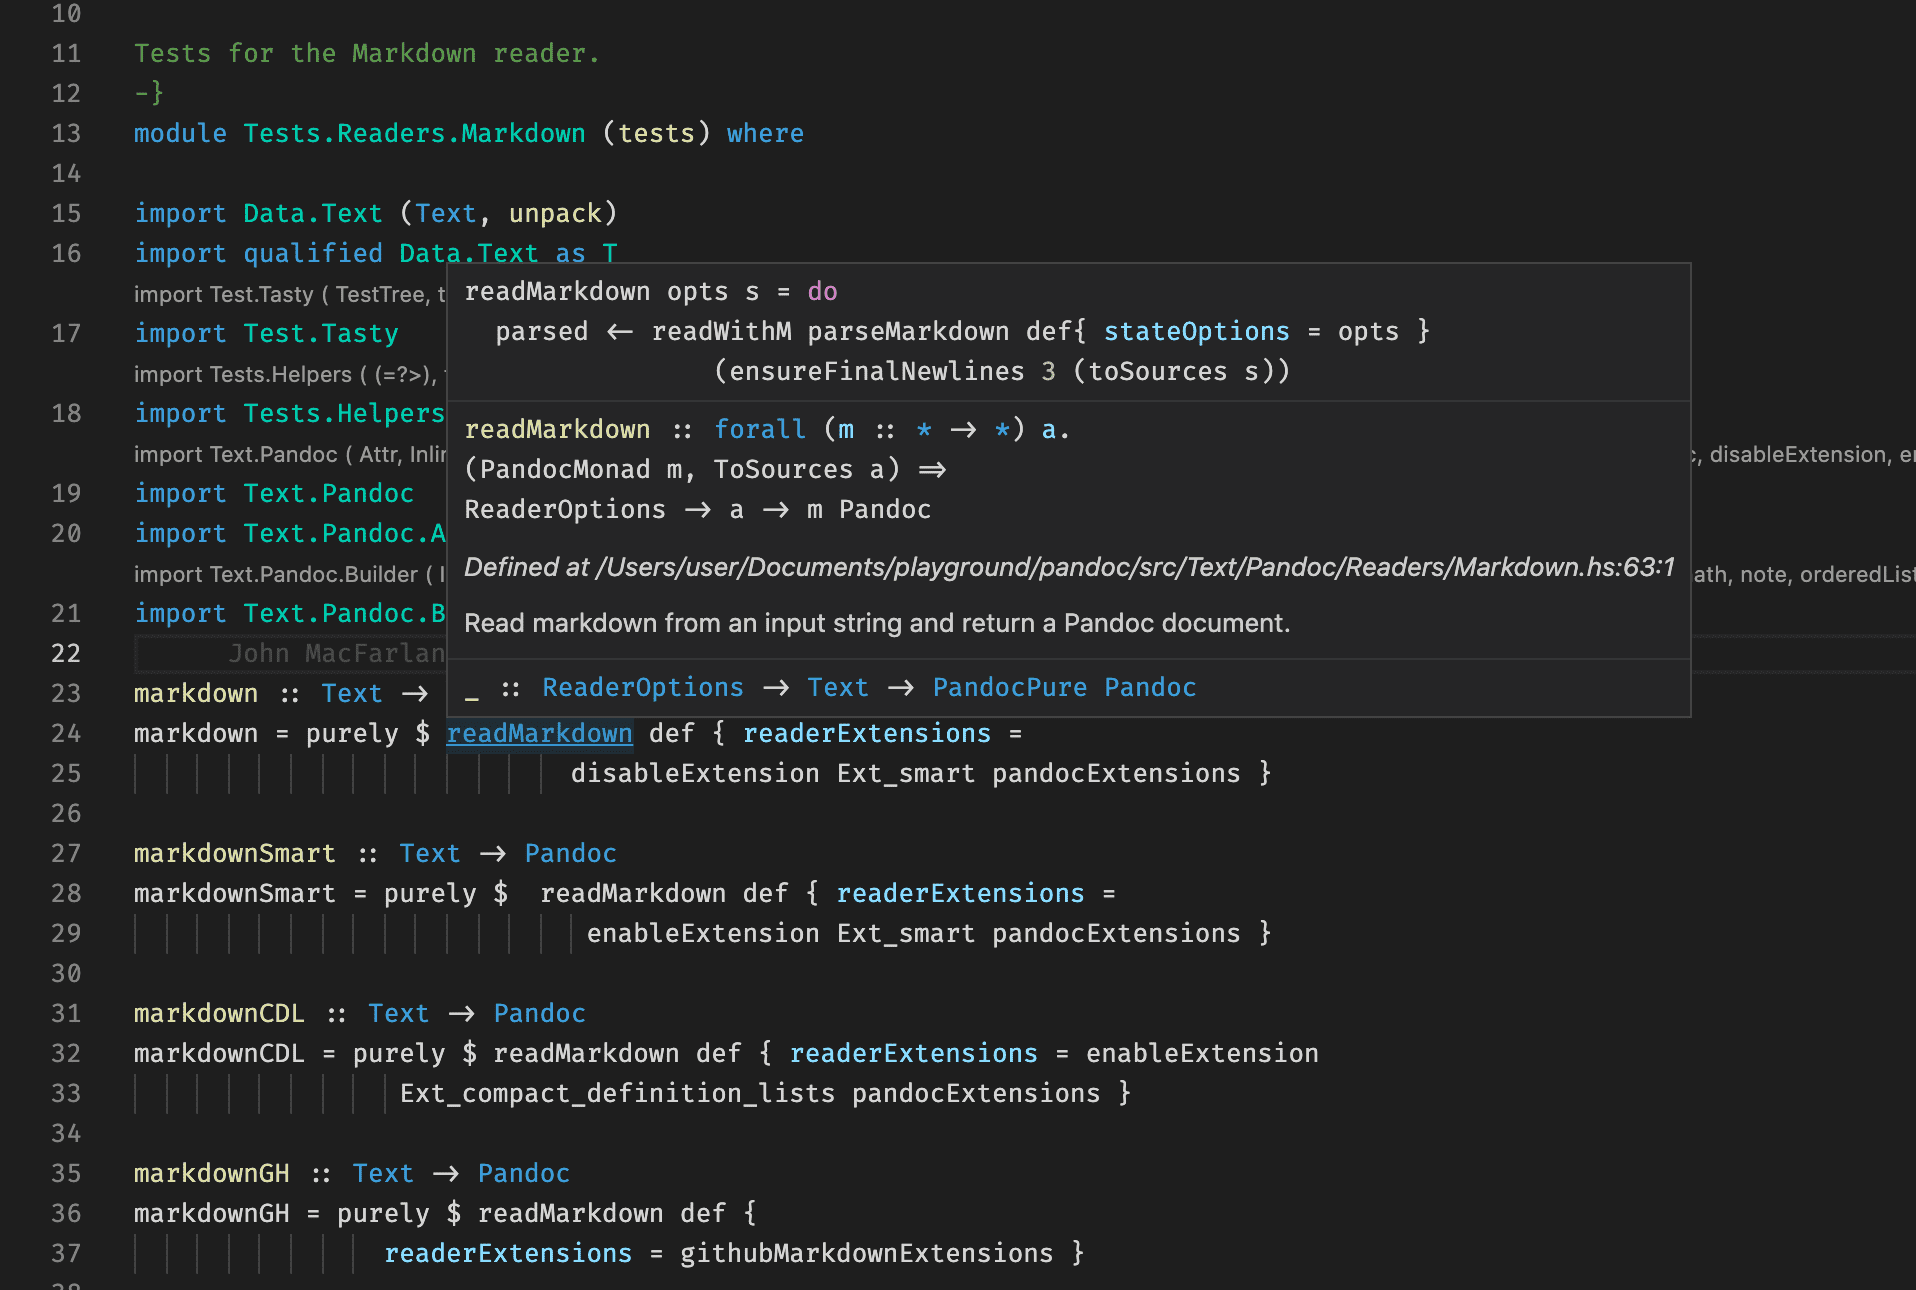 10
11 Tests for the Markdown reader.
12 -}
13 module Tests.Readers.Markdown (tests) where
14
15 import Data.Text (Text, unpack)
16 import qualified Data.Text as T
import Test.Tasty ( TestTree,
17 import Test.Tasty
import Tests.Helpers ( (=?>),
18 import Tests.Helpers
import Text.Pandoc ( Attr,
disableExtension,
19 import Text.Pandoc
20 import Text.Pandoc.A
import Text.Pandoc.Builder (
note, orderedList
21 import Text.Pandoc.B
22 John MacFarlan
readMarkdown opts s = do
parsed ← readWithM parseMarkdown def{ stateOptions = opts }
(ensureFinalNewlines 3 (toSources s))
readMarkdown :: forall (m :: * → *) a.
(PandocMonad m, ToSources a) ⇒
ReaderOptions → a → m Pandoc
Defined at /Users/user/Documents/playground/pandoc/src/Text/Pandoc/Readers/Markdown.hs:63:1
Read markdown from an input string and return a Pandoc document.
_ :: ReaderOptions → Text → PandocPure Pandoc
23 markdown :: Text →
24 markdown = purely $ readMarkdown def { readerExtensions =
25 disableExtension Ext_smart pandocExtensions }
26
27 markdownSmart :: Text → Pandoc
28 markdownSmart = purely $  readMarkdown def { readerExtensions =
29 enableExtension Ext_smart pandocExtensions }
30
31 markdownCDL :: Text → Pandoc
32 markdownCDL = purely $ readMarkdown def { readerExtensions = enableExtension
33 Ext_compact_definition_lists pandocExtensions }
34
35 markdownGH :: Text → Pandoc
36 markdownGH = purely $ readMarkdown def {
37 readerExtensions = githubMarkdownExtensions }